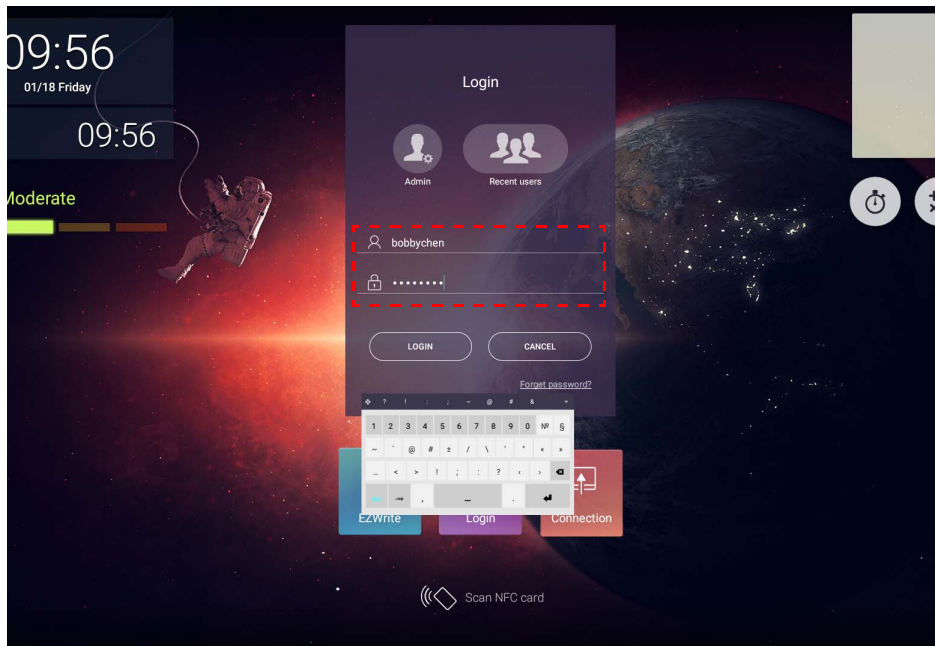 09:56
01/18 Friday
09:56
Moderate
Login
Admin
Recent users
bobbychen
••••••••
LOGIN
CANCEL
Forget password?
? ! : ; ~ @ # &
1 2 3 4 5 6 7 8 9 0 № §
~ ` @ # ± / \ ' " « »
_ < > ! ; : ? ‹ ›
, .
EZWrite
Login
Connection
Scan NFC card